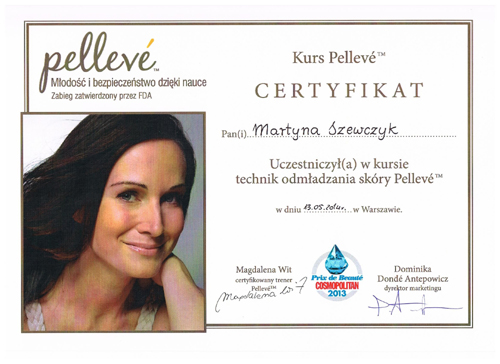 pellevé™
Młodość i bezpieczeństwo dzięki nauce
Zabieg zatwierdzony przez FDA
Kurs Pellevé™
CERTYFIKAT
Pan(i) Martyna Szewczyk
Uczestniczył(a) w kursie
technik odmładzania skóry Pellevé™
w dniu 13.05.2014r. w Warszawie.
Magdalena Wit
certyfikowany trener
Pellevé™
Magdalena Wit
Prix de Beauté
COSMOPOLITAN
2013
Dominika
Dondé Antepowicz
dyrektor marketingu